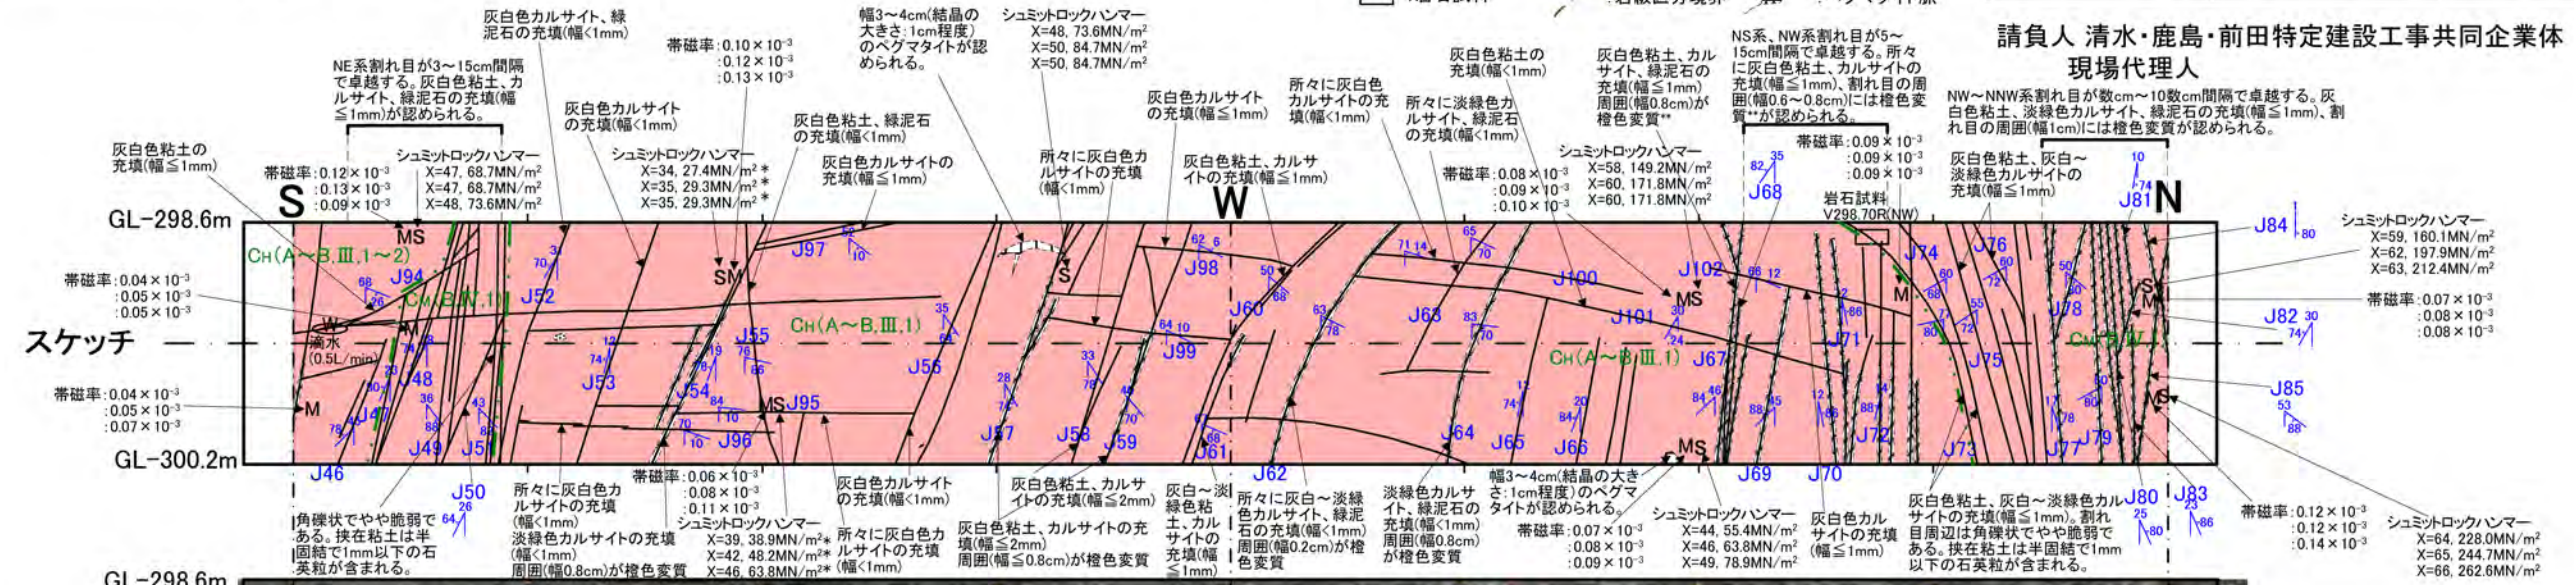 請負人 清水・鹿島・前田特定建設工事共同企業体
現場代理人
灰白色カルサイト、緑
泥石の充填(幅<1mm)
帯磁率:0.10×10⁻³
:0.12×10⁻³
:0.13×10⁻³
幅3～4cm(結晶の
大きさ:1cm程度)
のペグマタイトが認
められる。
シュミットロックハンマー
X=48, 73.6MN/m²
X=50, 84.7MN/m²
X=50, 84.7MN/m²
NE系割れ目が3～15cm間隔
で卓越する。灰白色粘土、カ
ルサイト、緑泥石の充填(幅
≦1mm)が認められる。
灰白色粘土の
充填(幅≦1mm)
帯磁率:0.12×10⁻³
:0.13×10⁻³
:0.09×10⁻³
シュミットロックハンマー
X=47, 68.7MN/m²
X=47, 68.7MN/m²
X=48, 73.6MN/m²
灰白色カルサイト
の充填(幅<1mm)
シュミットロックハンマー
X=34, 27.4MN/m²*
X=35, 29.3MN/m²*
X=35, 29.3MN/m²*
灰白色粘土、緑泥石
の充填(幅<1mm)
灰白色カルサイトの
充填(幅≦1mm)
所々に灰白色カ
ルサイトの充填
(幅<1mm)
灰白色カルサイト
の充填(幅≦1mm)
灰白色粘土、カルサ
イトの充填(幅≦1mm)
所々に灰白色
カルサイトの充
填(幅<1mm)
所々に淡緑色カ
ルサイト、緑泥石
の充填(幅<1mm)
灰白色粘土の
充填(幅<1mm)
帯磁率:0.08×10⁻³
:0.09×10⁻³
:0.10×10⁻³
シュミットロックハンマー
X=58, 149.2MN/m²
X=60, 171.8MN/m²
X=60, 171.8MN/m²
灰白色粘土、カル
サイト、緑泥石の
充填(幅≦1mm)
周囲(幅0.8cm)が
橙色変質**
NS系、NW系割れ目が5～
15cm間隔で卓越する。所々
に灰白色粘土、カルサイトの
充填(幅≦1mm)、割れ目の周
囲(幅0.6～0.8cm)には橙色変
質**が認められる。
帯磁率:0.09×10⁻³
:0.09×10⁻³
:0.09×10⁻³
NW～NNW系割れ目が数cm～10数cm間隔で卓越する。灰
白色粘土、淡緑色カルサイト、緑泥石の充填(幅≦1mm)、割
れ目の周囲(幅1cm)には橙色変質が認められる。
灰白色粘土、灰白～
淡緑色カルサイトの
充填(幅≦1mm)
岩石試料
V298.70R(NW)
シュミットロックハンマー
X=59, 160.1MN/m²
X=62, 197.9MN/m²
X=63, 212.4MN/m²
帯磁率:0.07×10⁻³
:0.08×10⁻³
:0.08×10⁻³
S W N
GL-298.6m
スケッチ
GL-300.2m
帯磁率:0.04×10⁻³
:0.05×10⁻³
:0.05×10⁻³
帯磁率:0.04×10⁻³
:0.05×10⁻³
:0.07×10⁻³
CH(A～B,Ⅲ,1～2)
CM(B,Ⅳ,1)
CH(A～B,Ⅲ,1)
CH(A～B,Ⅲ,1)
滴水
(0.5L/min)
J94 J52 J97 J98 J60 J100 J102 J68 J74 J76 J81 J84
J48 J53 J55 J54 J56 J99 J63 J101 J67 J71 J75 J78 J82
J47 J49 J51 J95 J96 J57 J58 J59 J61 J64 J65 J66 J72 J73 J77 J79 J85
J46 J50 J62 J69 J70 J80 J83
角礫状でやや脆弱で
ある。挟在粘土は半
固結で1mm以下の石
英粒が含まれる。
所々に灰白色カ
ルサイトの充填
(幅<1mm)
淡緑色カルサイトの充填
(幅<1mm)
周囲(幅0.8cm)が橙色変質
帯磁率:0.06×10⁻³
:0.08×10⁻³
:0.11×10⁻³
シュミットロックハンマー
X=39, 38.9MN/m²*
X=42, 48.2MN/m²*
X=46, 63.8MN/m²*
灰白色カルサイト
の充填(幅<1mm)
所々に灰白色カ
ルサイトの充填
(幅<1mm)
灰白色粘土、カルサ
イトの充填(幅≦2mm)
灰白色粘土、カルサイトの充
填(幅≦2mm)
周囲(幅≦0.8cm)が橙色変質
灰白～淡
緑色粘
土、カル
サイトの
充填(幅
≦1mm)
所々に灰白～淡緑
色カルサイト、緑泥
石の充填(幅<1mm)
周囲(幅0.2cm)が橙
色変質
淡緑色カルサ
イト、緑泥石の
充填(幅<1mm)
周囲(幅0.8cm)
が橙色変質
幅3～4cm(結晶の大き
さ:1cm程度)のペグマ
タイトが認められる。
帯磁率:0.07×10⁻³
:0.08×10⁻³
:0.09×10⁻³
シュミットロックハンマー
X=44, 55.4MN/m²
X=46, 63.8MN/m²
X=49, 78.9MN/m²
灰白色カル
サイトの充填
(幅≦1mm)
灰白色粘土、灰白～淡緑色カル
サイトの充填(幅≦1mm)。割れ
目周辺は角礫状でやや脆弱で
ある。挟在粘土は半固結で1mm
以下の石英粒が含まれる。
帯磁率:0.12×10⁻³
:0.12×10⁻³
:0.14×10⁻³
シュミットロックハンマー
X=64, 228.0MN/m²
X=65, 244.7MN/m²
X=66, 262.6MN/m²
GL-298.6m